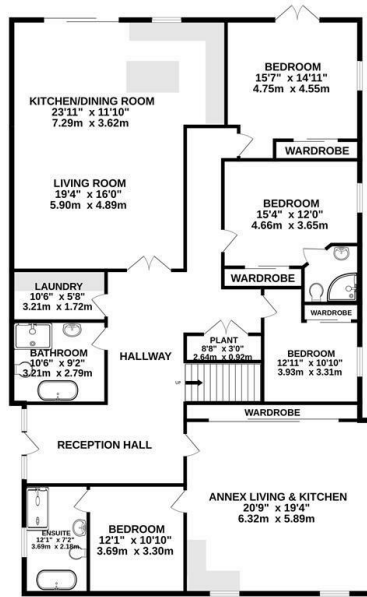 KITCHEN/DINING ROOM
23'11" x 11'10"
7.29m x 3.62m
LIVING ROOM
19'4" x 16'0"
5.90m x 4.89m
BEDROOM
15'7" x 14'11"
4.75m x 4.55m
WARDROBE
BEDROOM
15'4" x 12'0"
4.66m x 3.65m
WARDROBE
LAUNDRY
10'6" x 5'8"
3.21m x 1.72m
WARDROBE
PLANT
8'8" x 3'0"
2.64m x 0.92m
BATHROOM
10'6" x 9'2"
3.21m x 2.79m
HALLWAY
BEDROOM
12'11" x 10'10"
3.93m x 3.31m
WARDROBE
RECEPTION HALL
ANNEX LIVING & KITCHEN
20'9" x 19'4"
6.32m x 5.89m
ENSUITE
12'1" x 7'2"
3.69m x 2.18m
BEDROOM
12'1" x 10'10"
3.69m x 3.30m